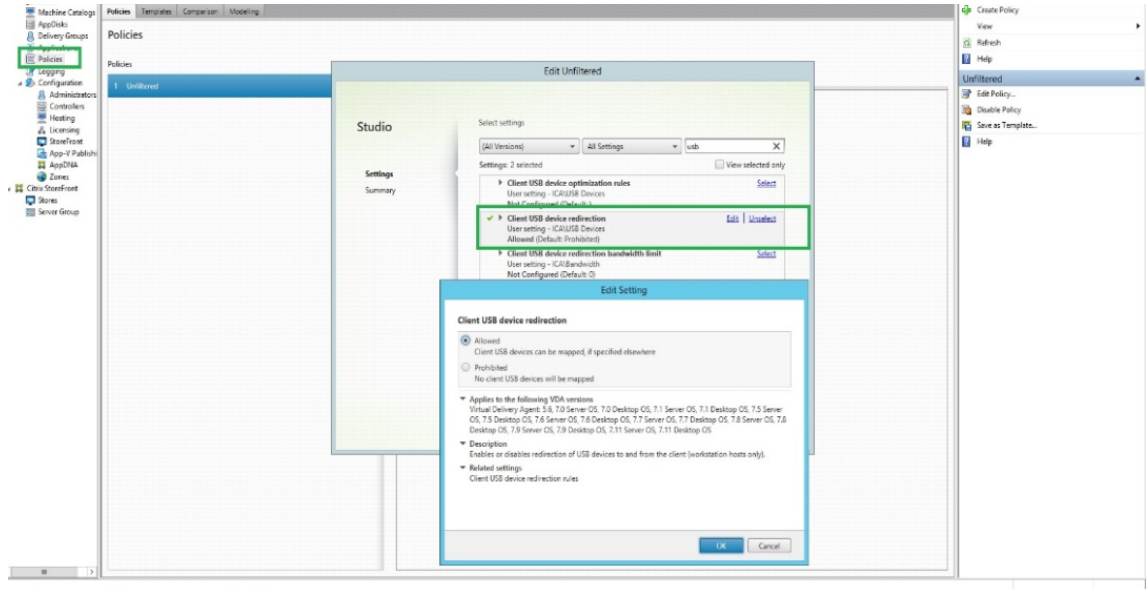 Machine Catalogs
AppDisks
Delivery Groups
Applications
Policies
Logging
Configuration
Administrators
Controllers
Hosting
Licensing
StoreFront
App-V Publishi
AppDNA
Zones
Citrix StoreFront
Stores
Server Group
Policies Templates Comparison Modeling
Policies
Policies
1 Unfiltered
Edit Unfiltered
Studio
Settings
Summary
Select settings
(All Versions) All Settings usb X
Settings: 2 selected View selected only
Client USB device optimization rules Select
User setting - ICA\USB Devices
Not Configured (Default: )
Client USB device redirection Edit | Unselect
User setting - ICA\USB Devices
Allowed (Default: Prohibited)
Client USB device redirection bandwidth limit Select
User setting - ICA\Bandwidth
Not Configured (Default: 0)
Edit Setting
Client USB device redirection
Allowed
Client USB devices can be mapped, if specified elsewhere
Prohibited
No client USB devices will be mapped
Applies to the following VDA versions
Virtual Delivery Agent: 5.6, 7.0 Server OS, 7.0 Desktop OS, 7.1 Server OS, 7.1 Desktop OS, 7.5 Server
OS, 7.5 Desktop OS, 7.6 Server OS, 7.6 Desktop OS, 7.7 Server OS, 7.7 Desktop OS, 7.8 Server OS, 7.8
Desktop OS, 7.9 Server OS, 7.9 Desktop OS, 7.11 Server OS, 7.11 Desktop OS
Description
Enables or disables redirection of USB devices to and from the client (workstation hosts only).
Related settings
Client USB device redirection rules
OK Cancel
Create Policy
View
Refresh
Help
Unfiltered
Edit Policy...
Disable Policy
Save as Template...
Help